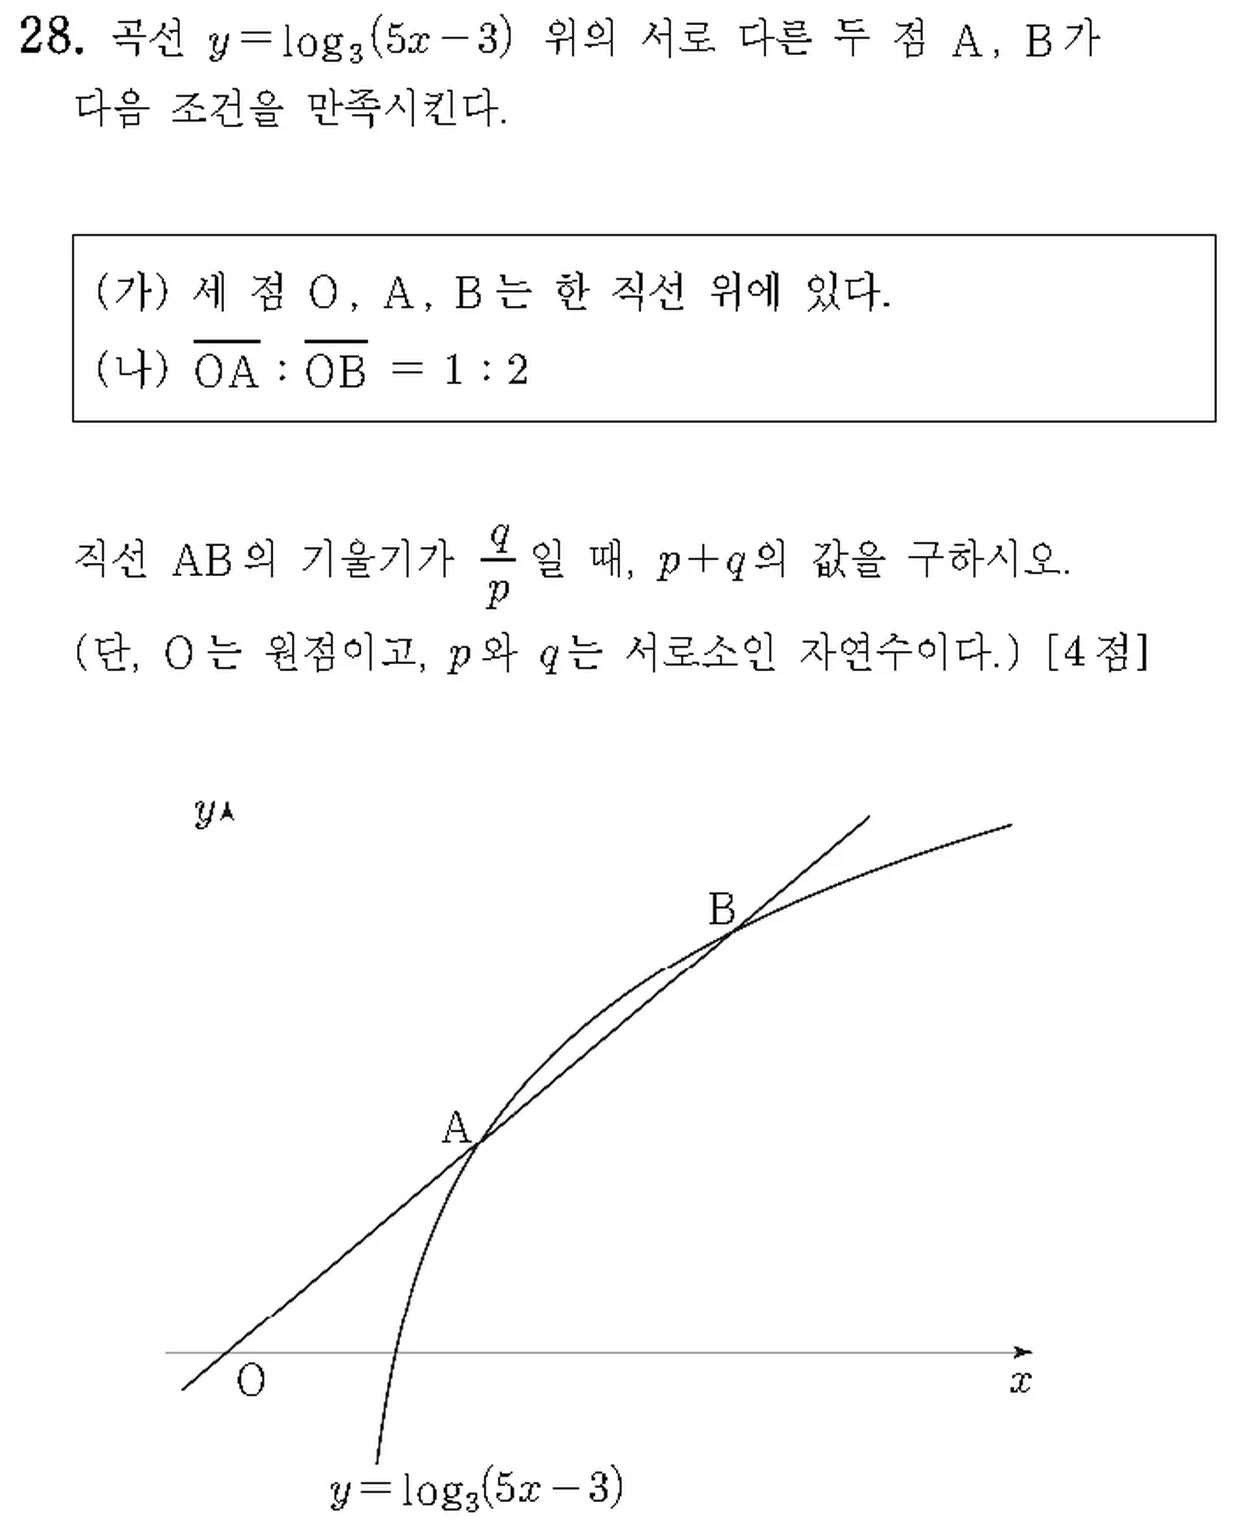 28. 곡선 y=log₃(5x−3) 위의 서로 다른 두 점 A, B가
다음 조건을 만족시킨다.
(가) 세 점 O, A, B는 한 직선 위에 있다.
(나) O̅A̅ : O̅B̅ = 1 : 2
직선 AB의 기울기가 q/p일 때, p+q의 값을 구하시오.
(단, O는 원점이고, p와 q는 서로소인 자연수이다.) [4점]
y
B
A
O
x
y=log₃(5x−3)